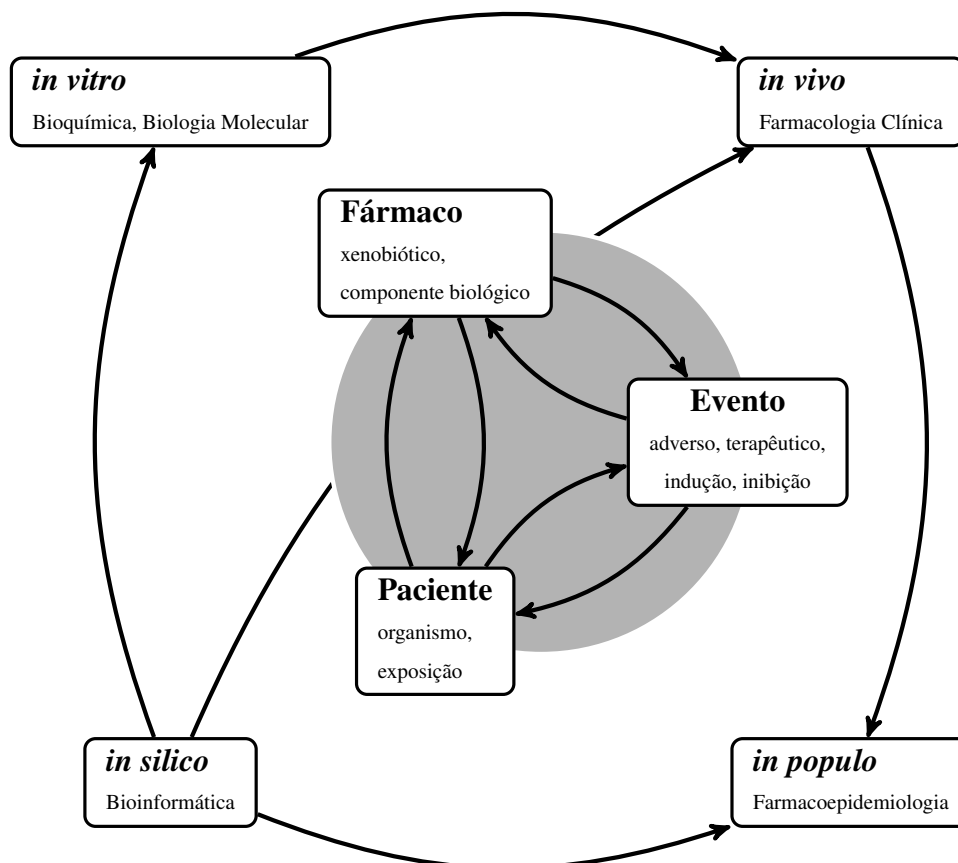 in vitro
Bioquímica, Biologia Molecular
in vivo
Farmacologia Clínica
Fármaco
xenobiótico,
componente biológico
Evento
adverso, terapêutico,
indução, inibição
Paciente
organismo,
exposição
in silico
Bioinformática
in populo
Farmacoepidemiologia